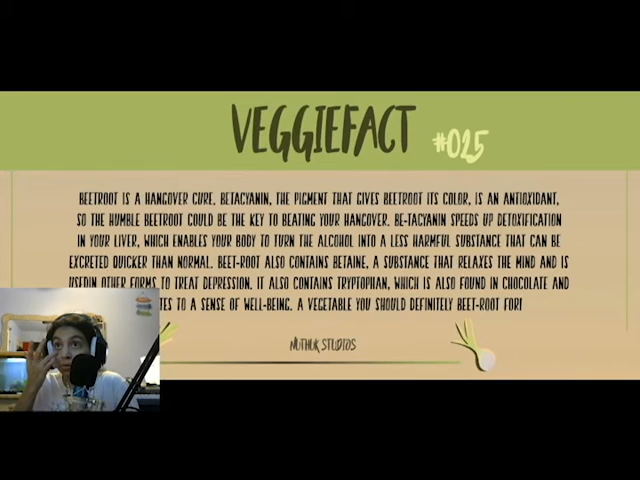 VEGGIEFACT #025
BEETROOT IS A HANGOVER CURE. BETACYANIN, THE PIGMENT THAT GIVES BEETROOT ITS COLOR, IS AN ANTIOXIDANT,
SO THE HUMBLE BEETROOT COULD BE THE KEY TO BEATING YOUR HANGOVER. BE-TACYANIN SPEEDS UP DETOXIFICATION
IN YOUR LIVER, WHICH ENABLES YOUR BODY TO TURN THE ALCOHOL INTO A LESS HARMFUL SUBSTANCE THAT CAN BE
EXCRETED QUICKER THAN NORMAL. BEET-ROOT ALSO CONTAINS BETAINE, A SUBSTANCE THAT RELAXES THE MIND AND IS
USEDIN OTHER FORMS TO TREAT DEPRESSION. IT ALSO CONTAINS TRYPTOPHAN, WHICH IS ALSO FOUND IN CHOCOLATE AND
TO A SENSE OF WELL-BEING. A VEGETABLE YOU SHOULD DEFINITELY BEET-ROOT FOR!
STUDIOS